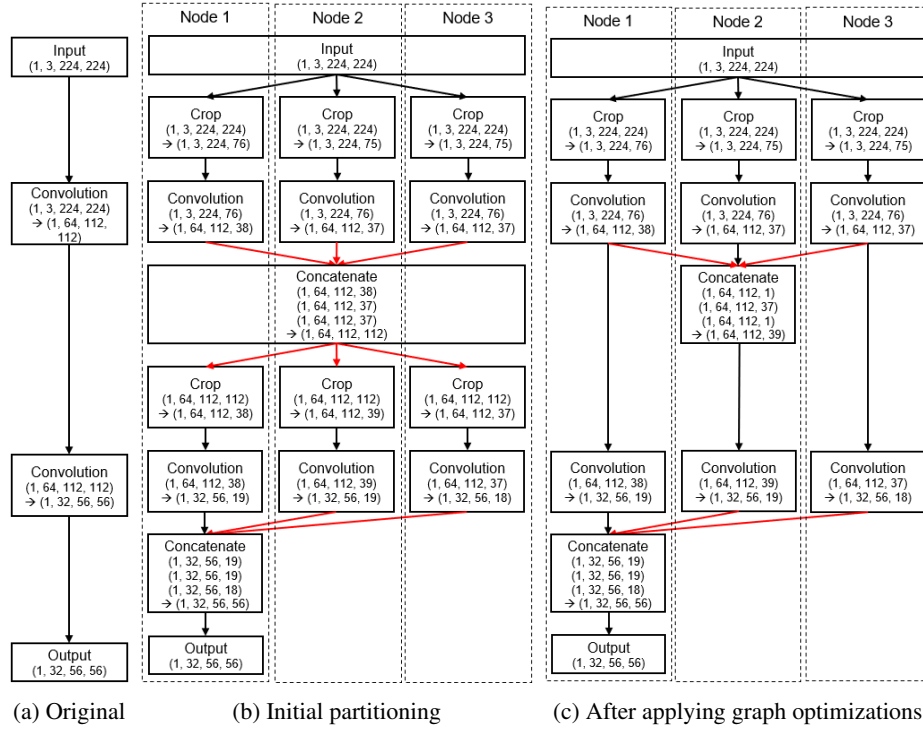 Input
(1, 3, 224, 224)
Convolution
(1, 3, 224, 224)
→ (1, 64, 112,
112)
Convolution
(1, 64, 112, 112)
→ (1, 32, 56, 56)
Output
(1, 32, 56, 56)
(a) Original
Node 1
Node 2
Node 3
Input
(1, 3, 224, 224)
Crop
(1, 3, 224, 224)
→ (1, 3, 224, 76)
Crop
(1, 3, 224, 224)
→ (1, 3, 224, 75)
Crop
(1, 3, 224, 224)
→ (1, 3, 224, 75)
Convolution
(1, 3, 224, 76)
→ (1, 64, 112, 38)
Convolution
(1, 3, 224, 76)
→ (1, 64, 112, 37)
Convolution
(1, 3, 224, 76)
→ (1, 64, 112, 37)
Concatenate
(1, 64, 112, 38)
(1, 64, 112, 37)
(1, 64, 112, 37)
→ (1, 64, 112, 112)
Crop
(1, 64, 112, 112)
→ (1, 64, 112, 38)
Crop
(1, 64, 112, 112)
→ (1, 64, 112, 39)
Crop
(1, 64, 112, 112)
→ (1, 64, 112, 37)
Convolution
(1, 64, 112, 38)
→ (1, 32, 56, 19)
Convolution
(1, 64, 112, 39)
→ (1, 32, 56, 19)
Convolution
(1, 64, 112, 37)
→ (1, 32, 56, 18)
Concatenate
(1, 32, 56, 19)
(1, 32, 56, 19)
(1, 32, 56, 18)
→ (1, 32, 56, 56)
Output
(1, 32, 56, 56)
(b) Initial partitioning
Node 1
Node 2
Node 3
Input
(1, 3, 224, 224)
Crop
(1, 3, 224, 224)
→ (1, 3, 224, 76)
Crop
(1, 3, 224, 224)
→ (1, 3, 224, 75)
Crop
(1, 3, 224, 224)
→ (1, 3, 224, 75)
Convolution
(1, 3, 224, 76)
→ (1, 64, 112, 38)
Convolution
(1, 3, 224, 76)
→ (1, 64, 112, 37)
Convolution
(1, 3, 224, 76)
→ (1, 64, 112, 37)
Concatenate
(1, 64, 112, 1)
(1, 64, 112, 37)
(1, 64, 112, 1)
→ (1, 64, 112, 39)
Convolution
(1, 64, 112, 38)
→ (1, 32, 56, 19)
Convolution
(1, 64, 112, 39)
→ (1, 32, 56, 19)
Convolution
(1, 64, 112, 37)
→ (1, 32, 56, 18)
Concatenate
(1, 32, 56, 19)
(1, 32, 56, 19)
(1, 32, 56, 18)
→ (1, 32, 56, 56)
Output
(1, 32, 56, 56)
(c) After applying graph optimizations